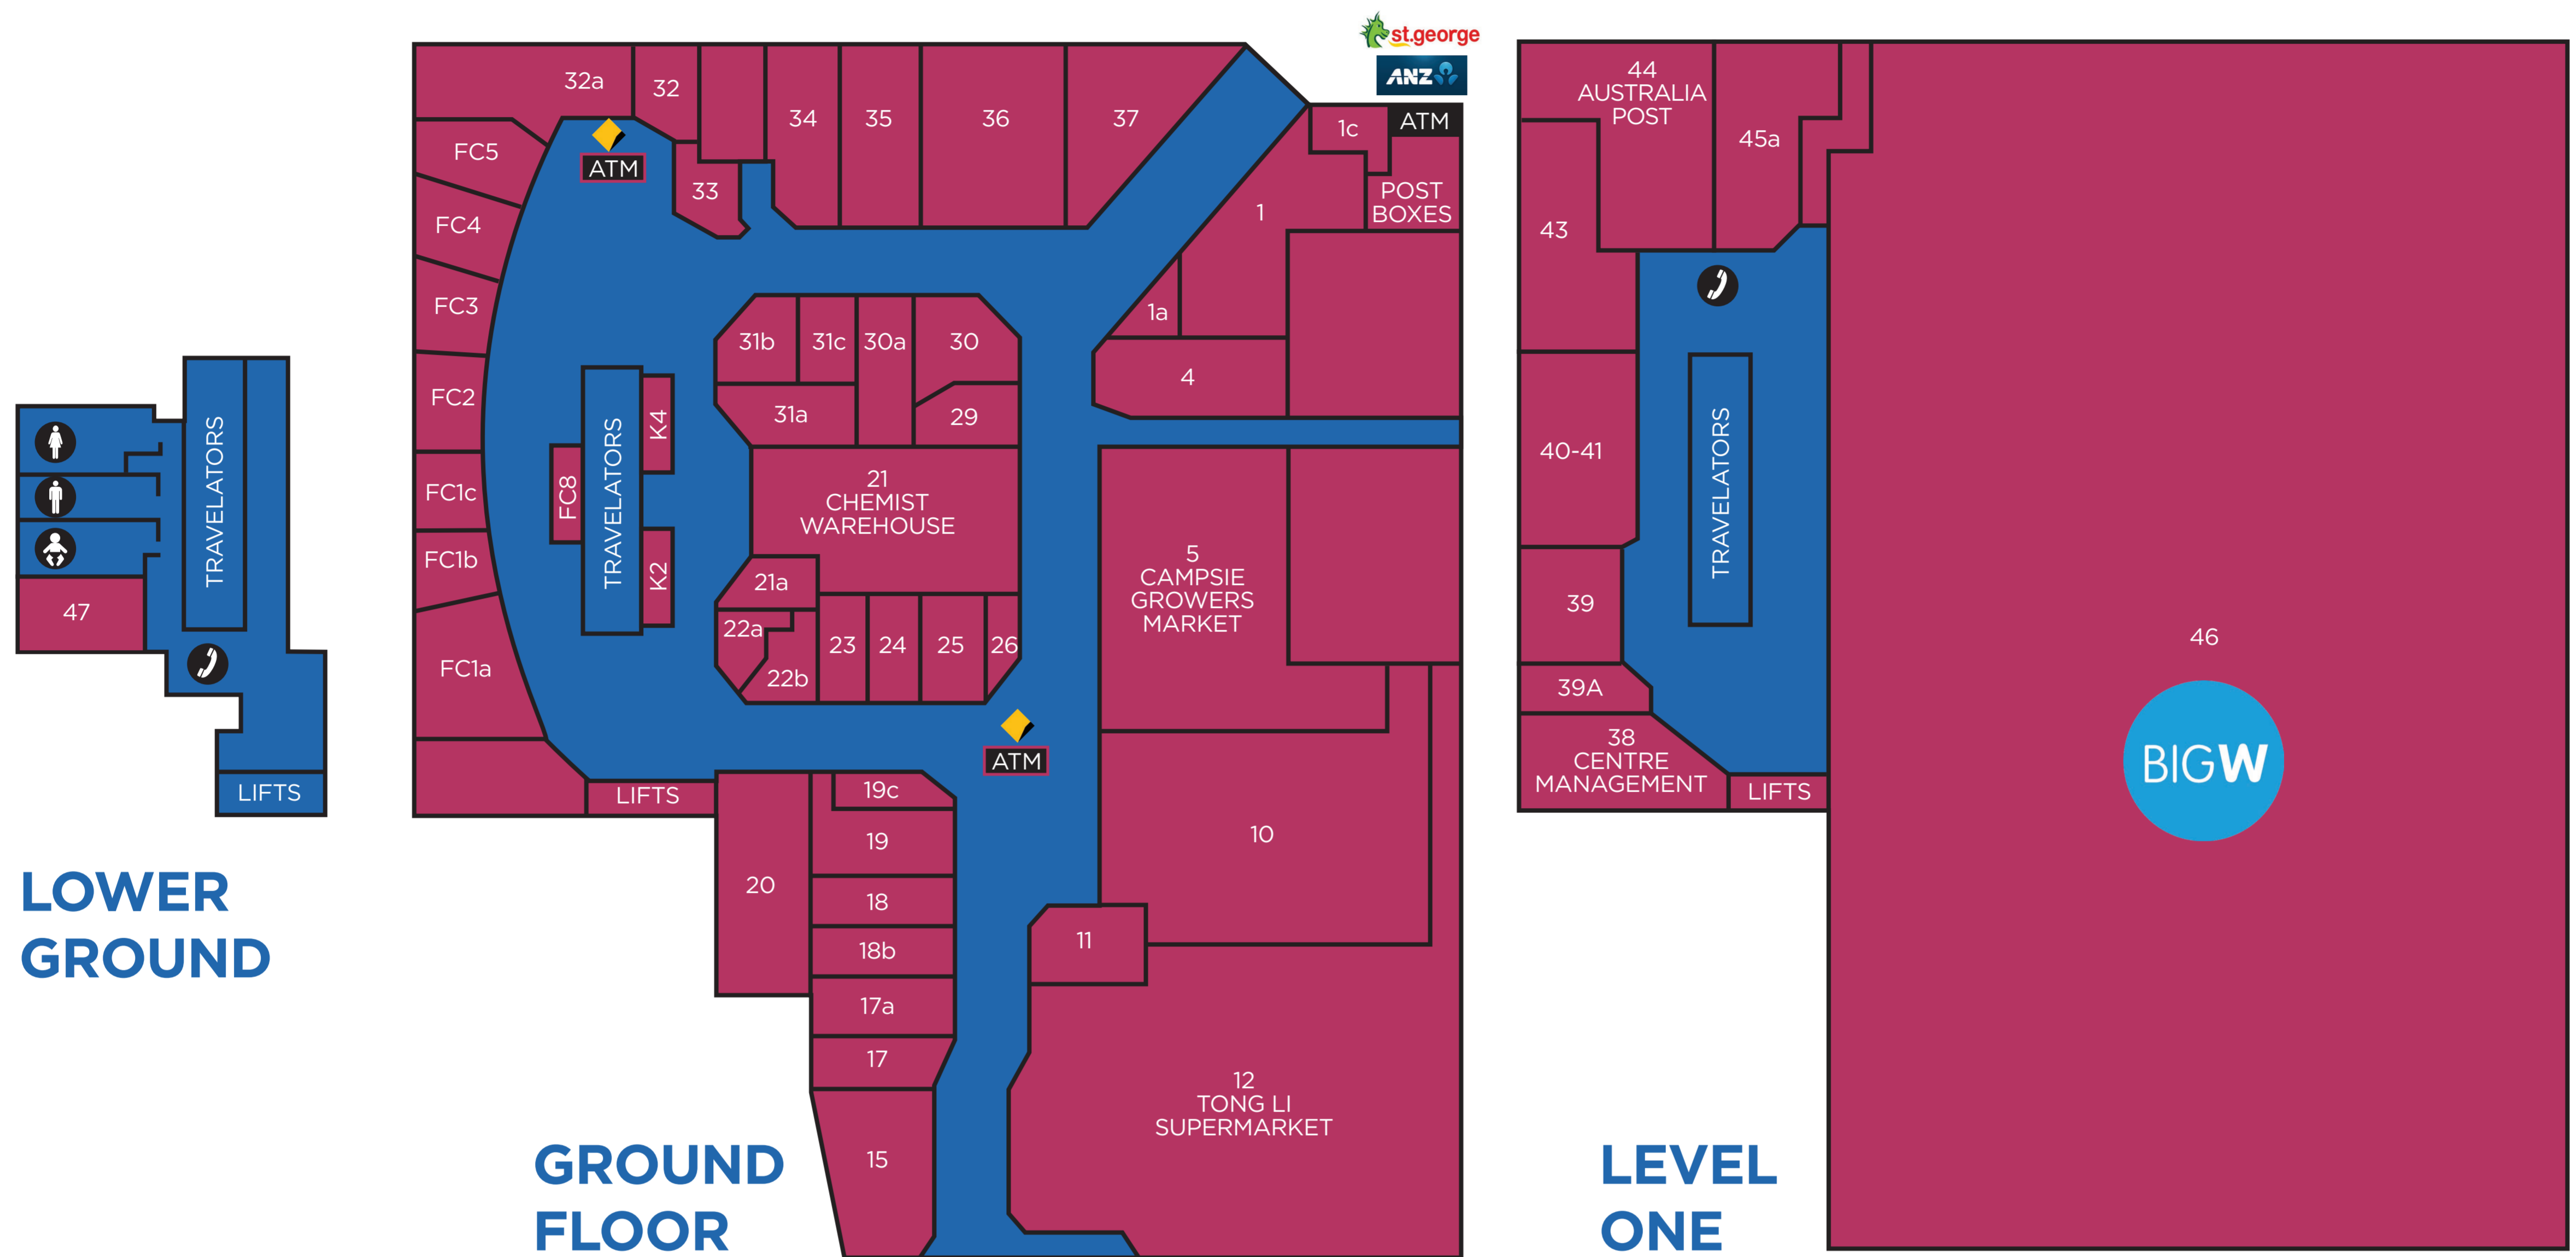 TRAVELATORS
47
LIFTS
LOWER
GROUND
st.george
ANZ
32a
32
34
35
36
37
1c
ATM
FC5
ATM
33
POST
BOXES
1
FC4
FC3
1a
31b
31c
30a
30
4
FC2
K4
31a
29
FC1c
FC8
TRAVELATORS
21
CHEMIST
WAREHOUSE
FC1b
K2
21a
5
CAMPSIE
GROWERS
MARKET
FC1a
22a
22b
23
24
25
26
ATM
LIFTS
19c
19
10
20
18
18b
11
17a
17
12
TONG LI
SUPERMARKET
15
GROUND
FLOOR
44
AUSTRALIA
POST
45a
43
40-41
TRAVELATORS
39
46
39A
38
CENTRE
MANAGEMENT
LIFTS
BIGW
LEVEL
ONE